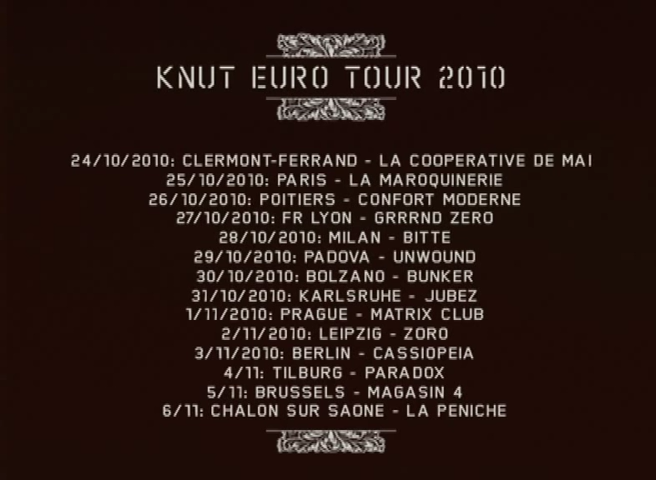 KNUT EURO TOUR 2010
24/10/2010: CLERMONT-FERRAND - LA COOPERATIVE DE MAI
25/10/2010: PARIS - LA MAROQUINERIE
26/10/2010: POITIERS - CONFORT MODERNE
27/10/2010: FR LYON - GRRRND ZERO
28/10/2010: MILAN - BITTE
29/10/2010: PADOVA - UNWOUND
30/10/2010: BOLZANO - BUNKER
31/10/2010: KARLSRUHE - JUBEZ
1/11/2010: PRAGUE - MATRIX CLUB
2/11/2010: LEIPZIG - ZORO
3/11/2010: BERLIN - CASSIOPEIA
4/11: TILBURG - PARADOX
5/11: BRUSSELS - MAGASIN 4
6/11: CHALON SUR SAONE - LA PENICHE